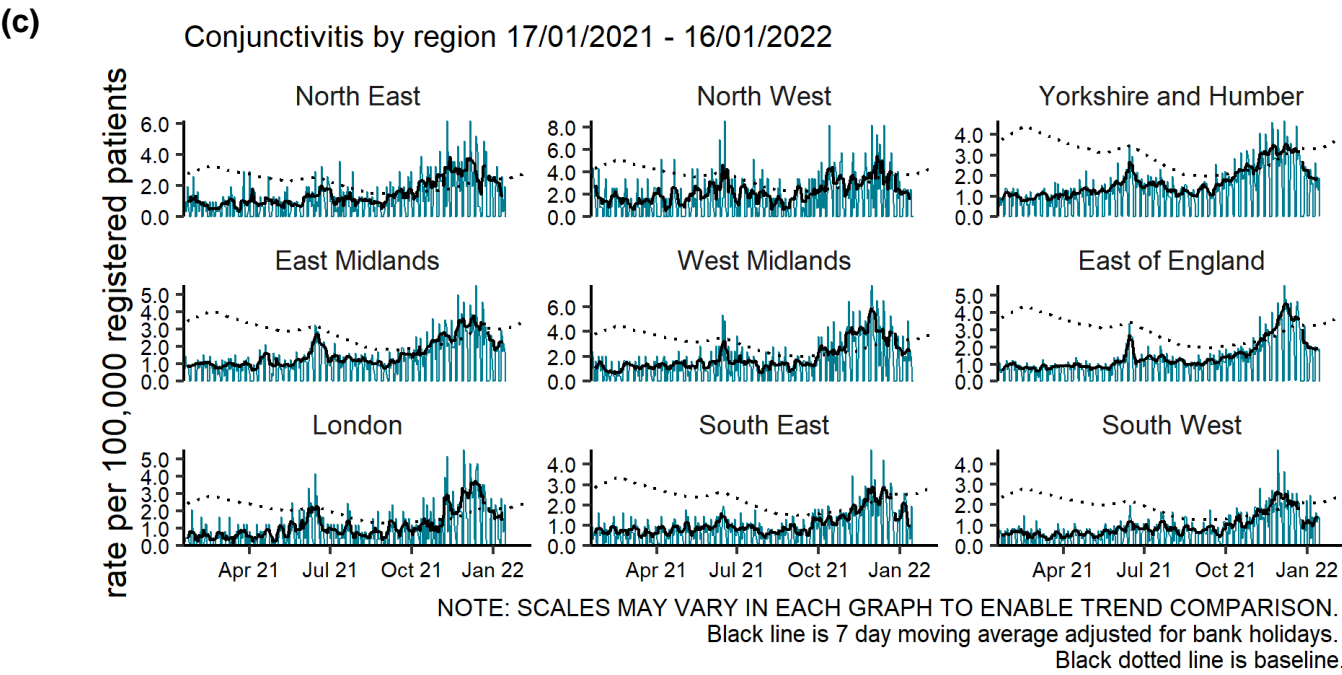 (c)
Conjunctivitis by region 17/01/2021 - 16/01/2022
rate per 100,000 registered patients
North East
6.0
4.0
2.0
0.0
North West
8.0
6.0
4.0
2.0
0.0
Yorkshire and Humber
4.0
3.0
2.0
1.0
0.0
East Midlands
5.0
4.0
3.0
2.0
1.0
0.0
West Midlands
6.0
4.0
2.0
0.0
East of England
5.0
4.0
3.0
2.0
1.0
0.0
London
5.0
4.0
3.0
2.0
1.0
0.0
Apr 21 Jul 21 Oct 21 Jan 22
South East
4.0
3.0
2.0
1.0
0.0
Apr 21 Jul 21 Oct 21 Jan 22
South West
4.0
3.0
2.0
1.0
0.0
Apr 21 Jul 21 Oct 21 Jan 22
NOTE: SCALES MAY VARY IN EACH GRAPH TO ENABLE TREND COMPARISON.
Black line is 7 day moving average adjusted for bank holidays.
Black dotted line is baseline.